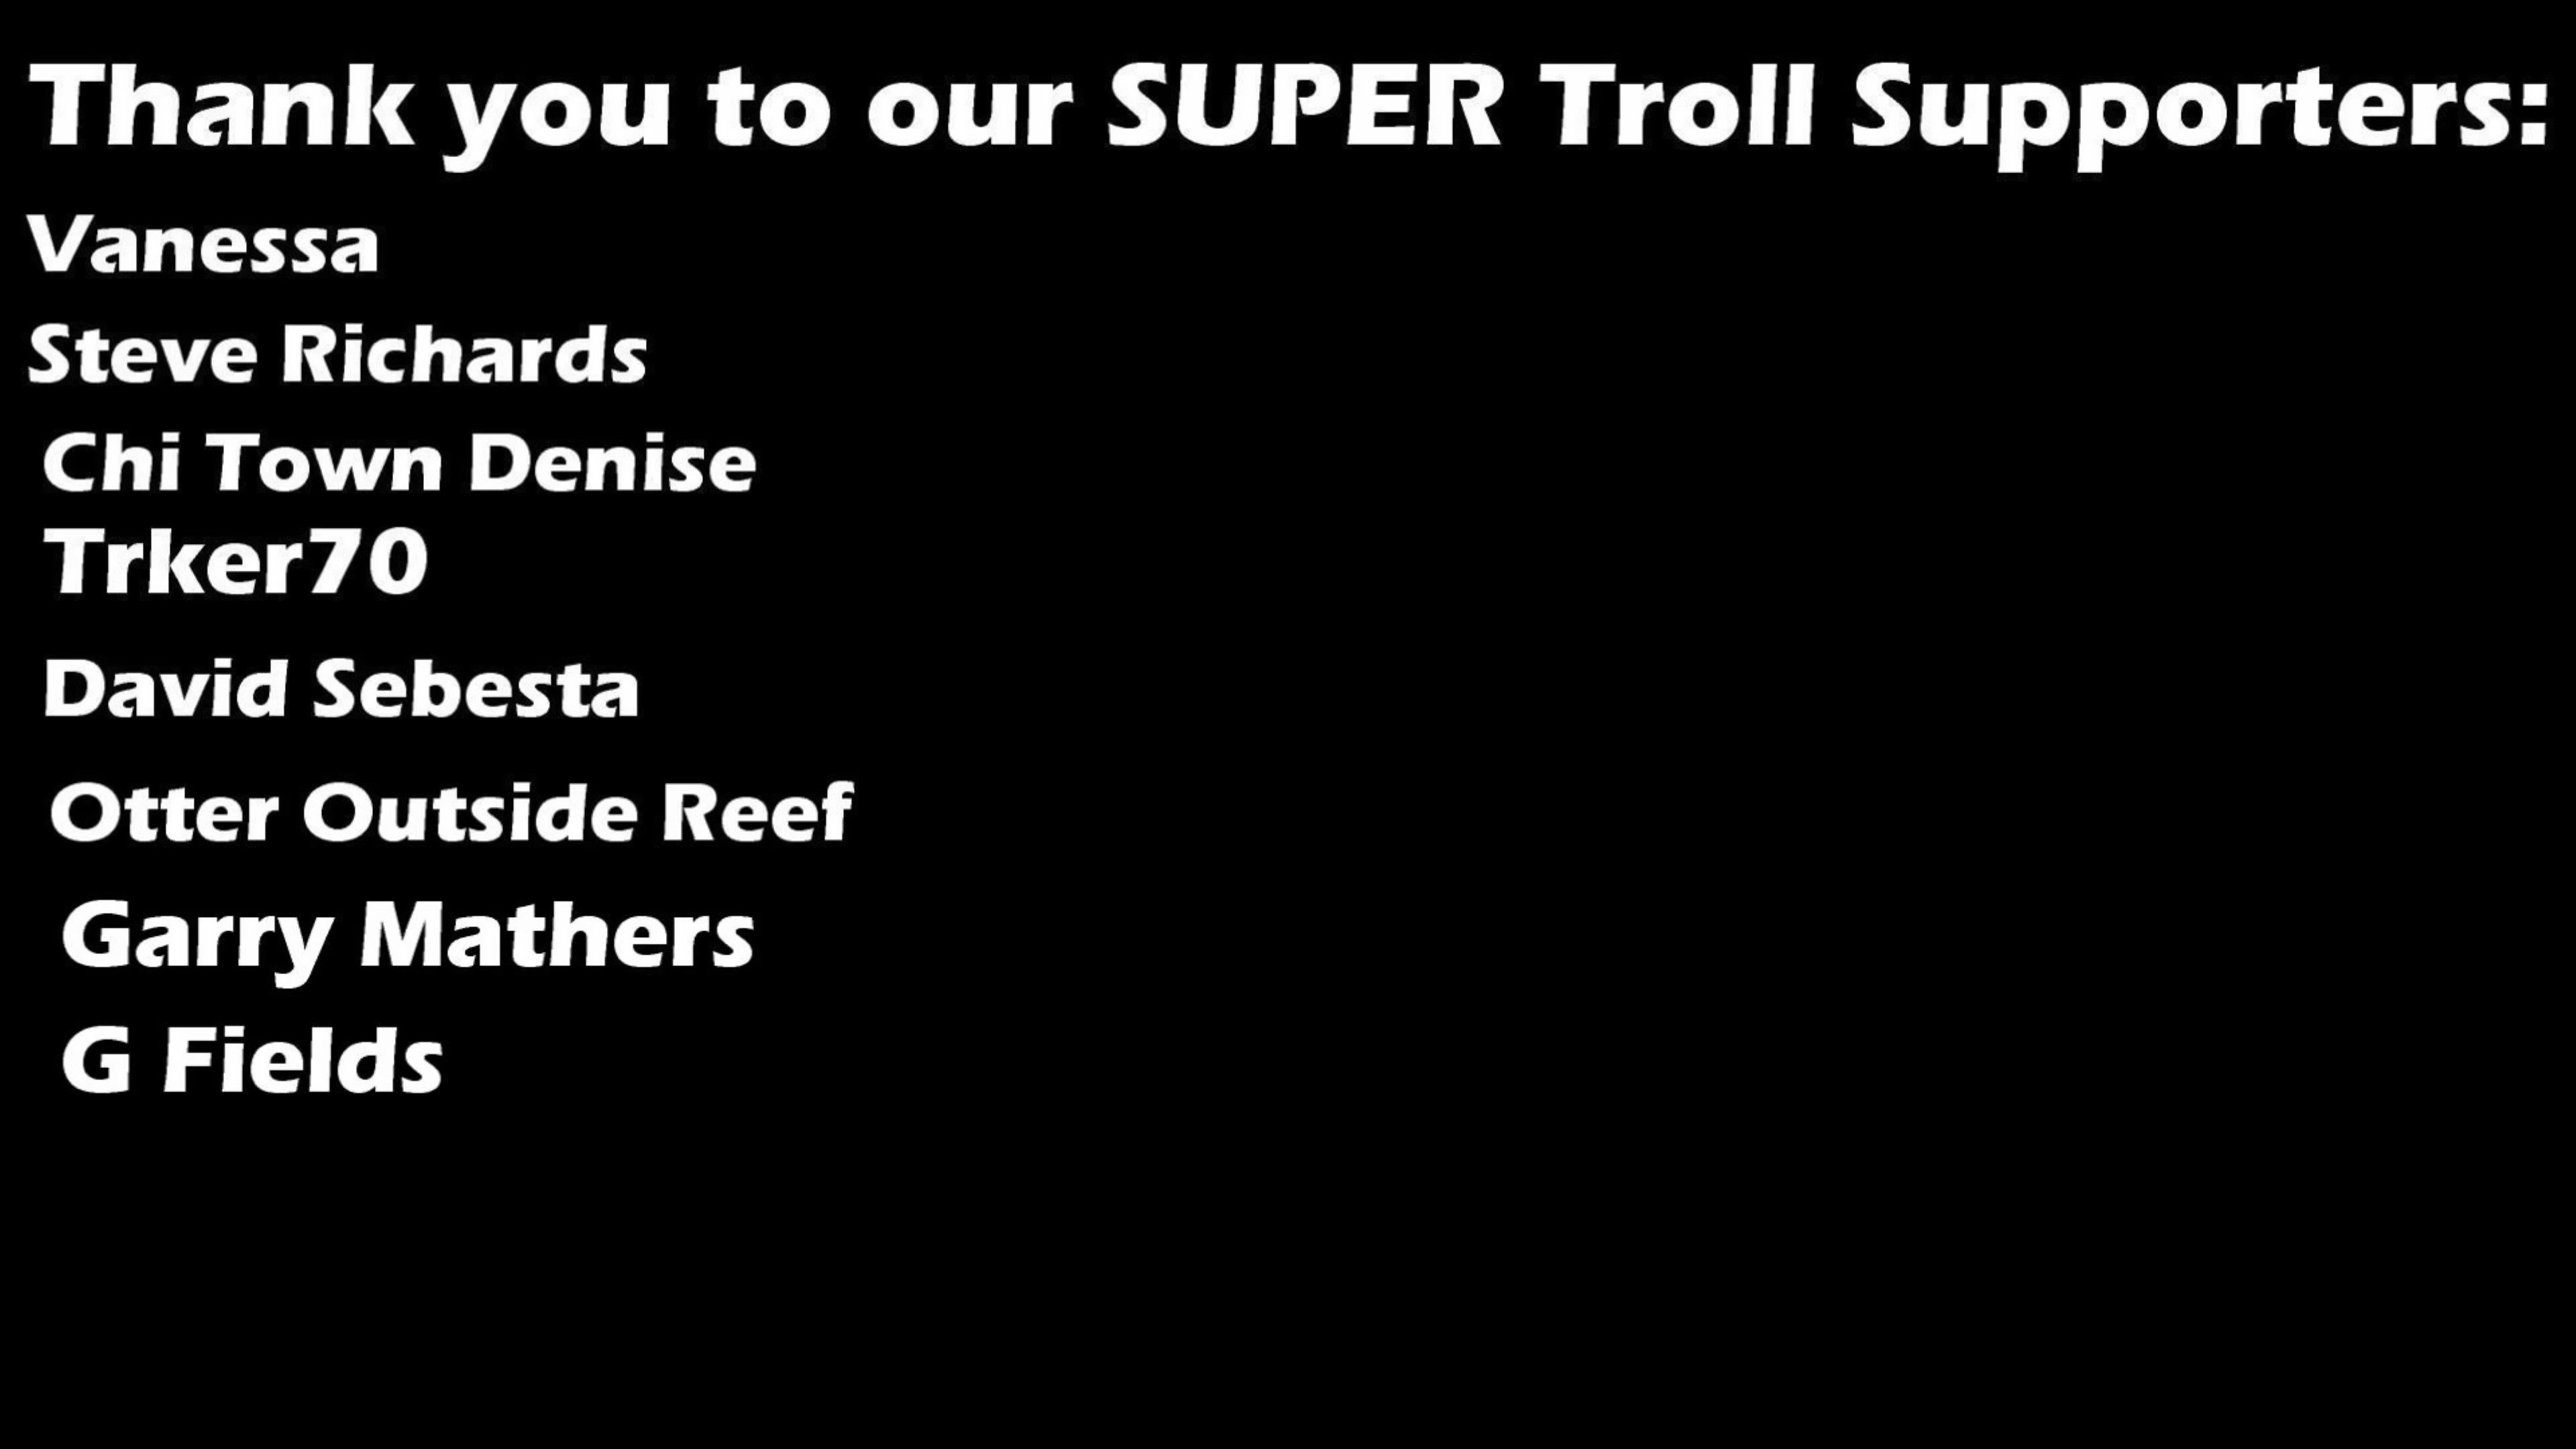 Thank you to our SUPER Troll Supporters:
Vanessa
Steve Richards
Chi Town Denise
Trker70
David Sebesta
Otter Outside Reef
Garry Mathers
G Fields